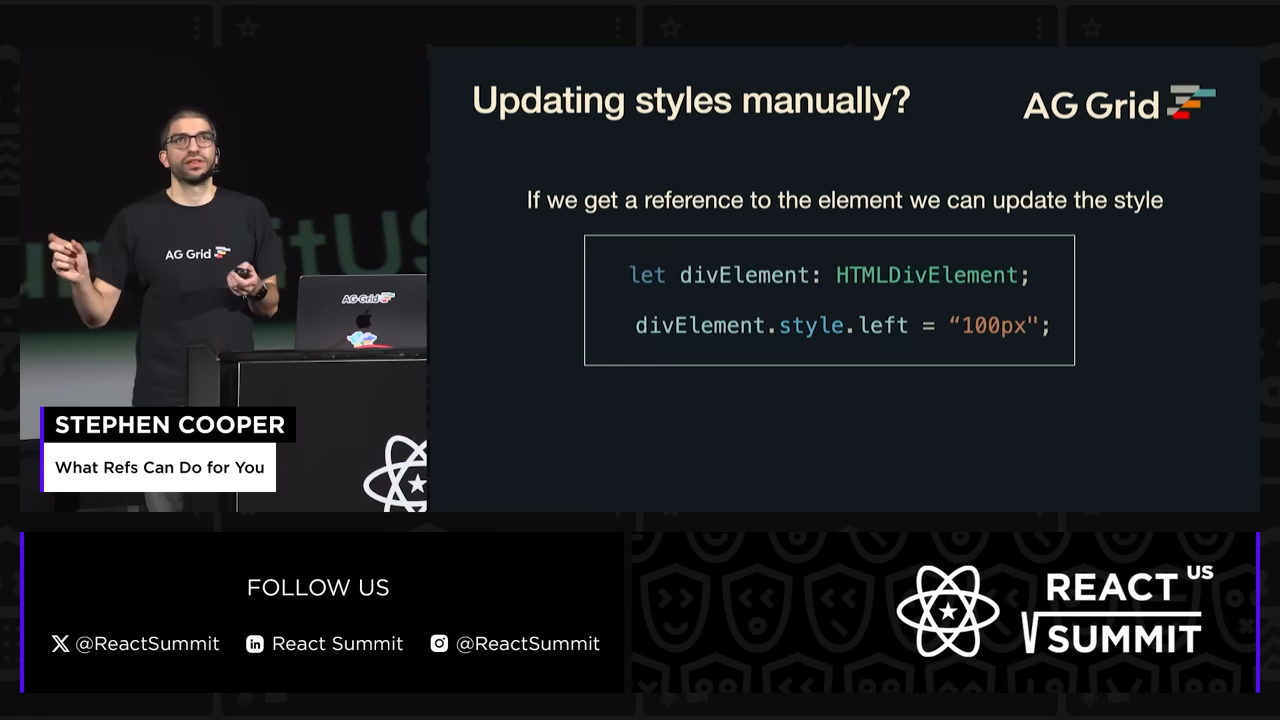 Updating styles manually?
AG Grid
If we get a reference to the element we can update the style
let divElement: HTMLDivElement;
divElement.style.left = “100px";
itUS
AG Grid
AG Grid
STEPHEN COOPER
What Refs Can Do for You
FOLLOW US
@ReactSummit
in React Summit
@ReactSummit
REACT US
SUMMIT